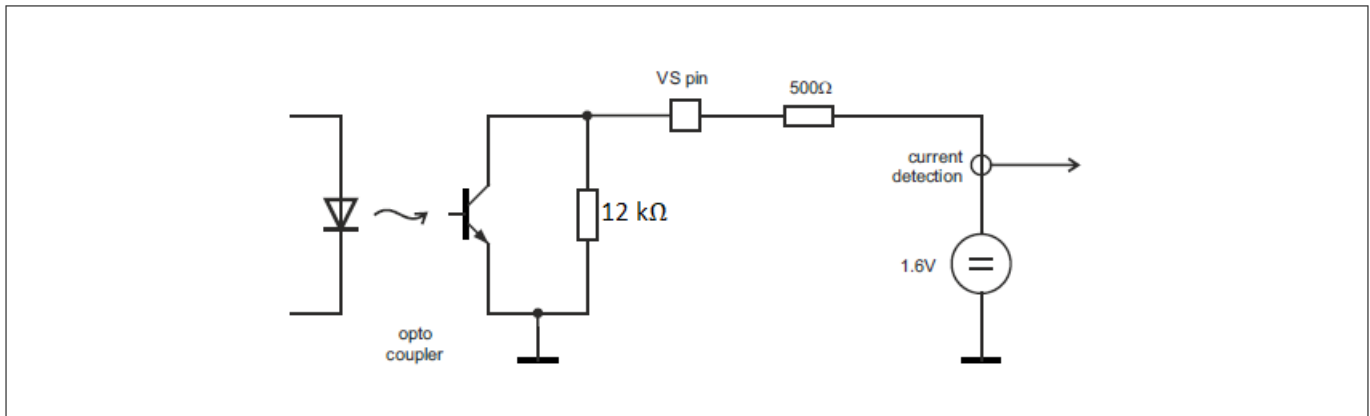 VS pin
500Ω
current
detection
12 kΩ
1.6V
opto
coupler